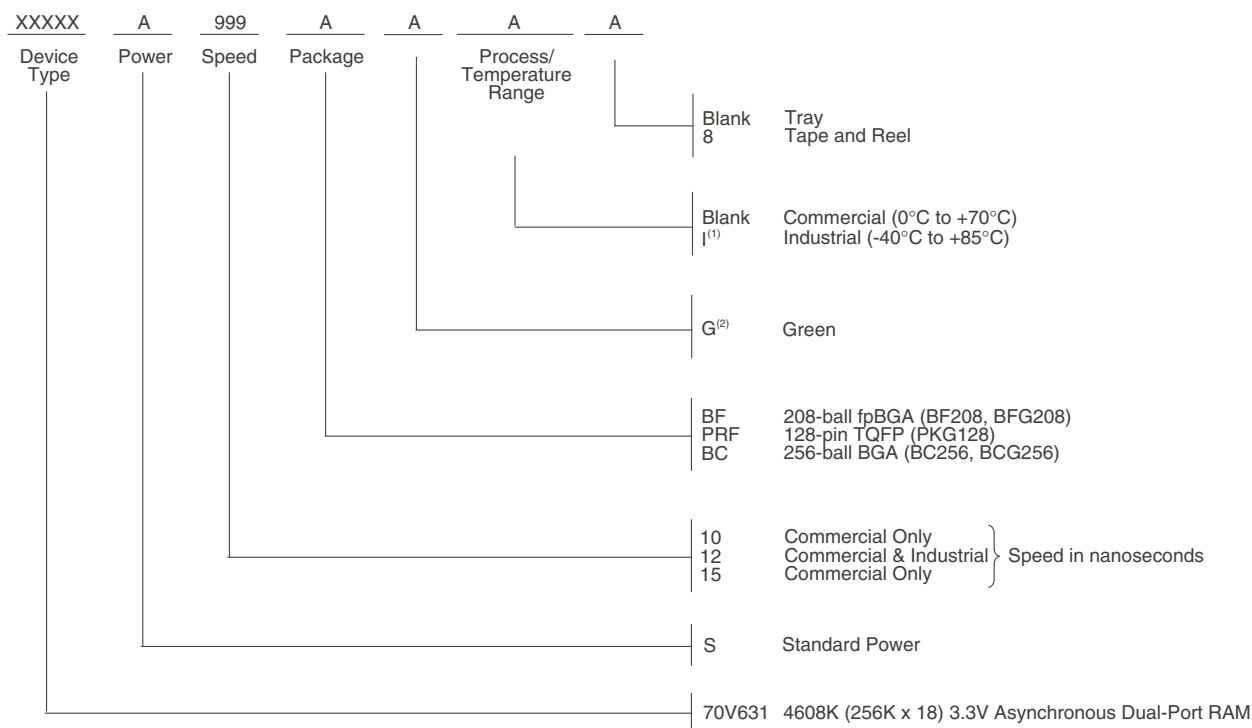 XXXXX A 999 A A A A
Device Type
Power
Speed
Package
Process/
Temperature
Range
Blank Tray
8 Tape and Reel
Blank Commercial (0°C to +70°C)
I(1) Industrial (-40°C to +85°C)
G(2) Green
BF 208-ball fpBGA (BF208, BFG208)
PRF 128-pin TQFP (PKG128)
BC 256-ball BGA (BC256, BCG256)
10 Commercial Only
12 Commercial & Industrial Speed in nanoseconds
15 Commercial Only
S Standard Power
70V631 4608K (256K x 18) 3.3V Asynchronous Dual-Port RAM